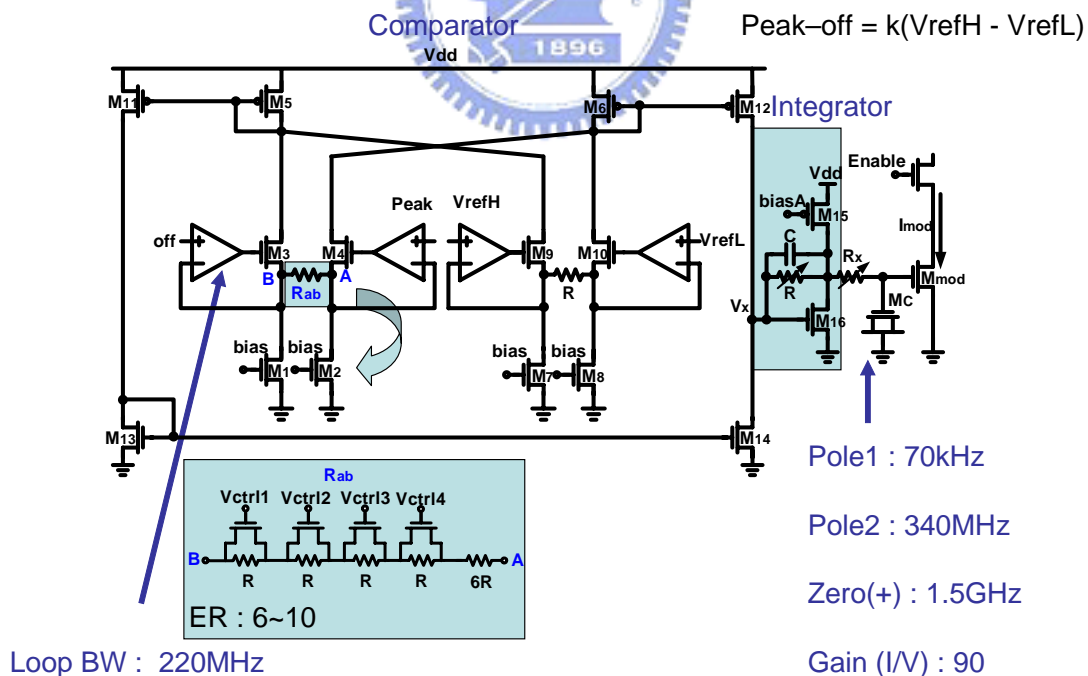 Comparator
Peak–off = k(VrefH - VrefL)
1896
Vdd
M11
M5
M6
M12
Integrator
Enable
Vdd
biasA
M15
Imod
off
Peak
VrefH
VrefL
M3
M4
M9
M10
C
B
A
Rab
R
R
Rx
Mmod
Vx
M16
MC
bias
bias
bias
bias
M1
M2
M7
M8
M13
M14
Rab
Vctrl1 Vctrl2 Vctrl3 Vctrl4
B
A
R R R R 6R
ER : 6~10
Pole1 : 70kHz
Pole2 : 340MHz
Zero(+) : 1.5GHz
Loop BW : 220MHz
Gain (I/V) : 90